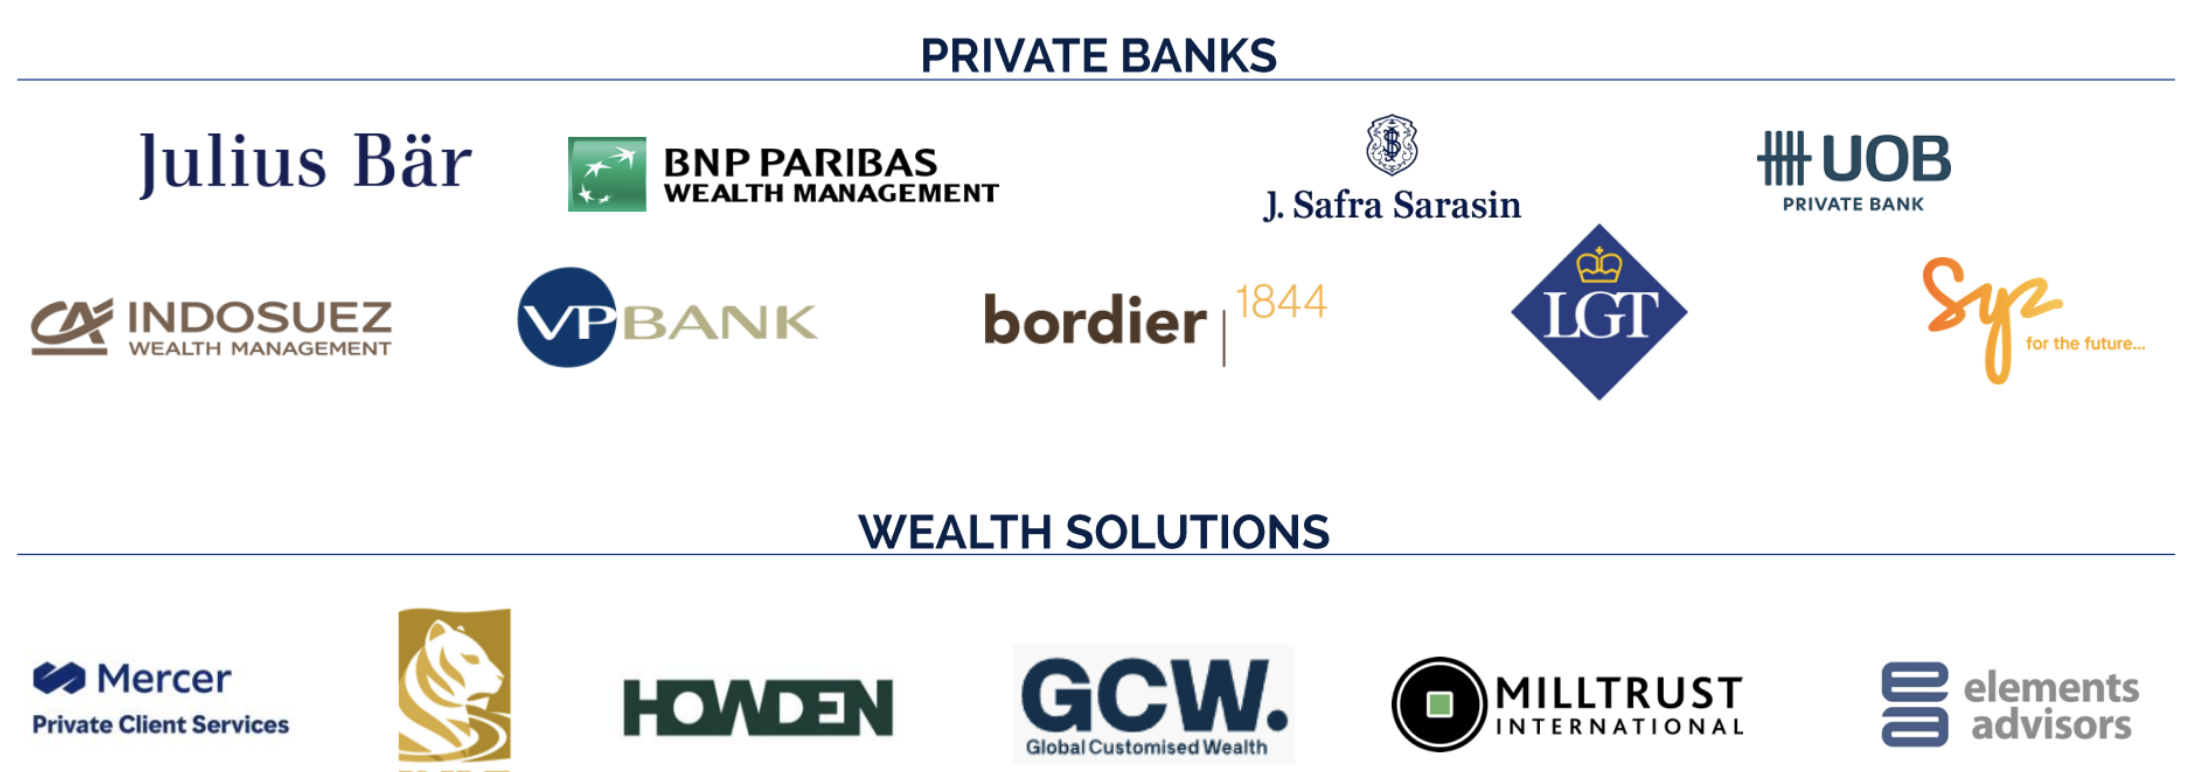 PRIVATE BANKS
Julius Bär
BNP PARIBAS
WEALTH MANAGEMENT
J. Safra Sarasin
UOB
PRIVATE BANK
CA INDOSUEZ
WEALTH MANAGEMENT
VP BANK
bordier 1844
LGT
Syz
for the future...
WEALTH SOLUTIONS
Mercer
Private Client Services
HOWDEN
GCW.
Global Customised Wealth
MILLTRUST
INTERNATIONAL
elements
advisors